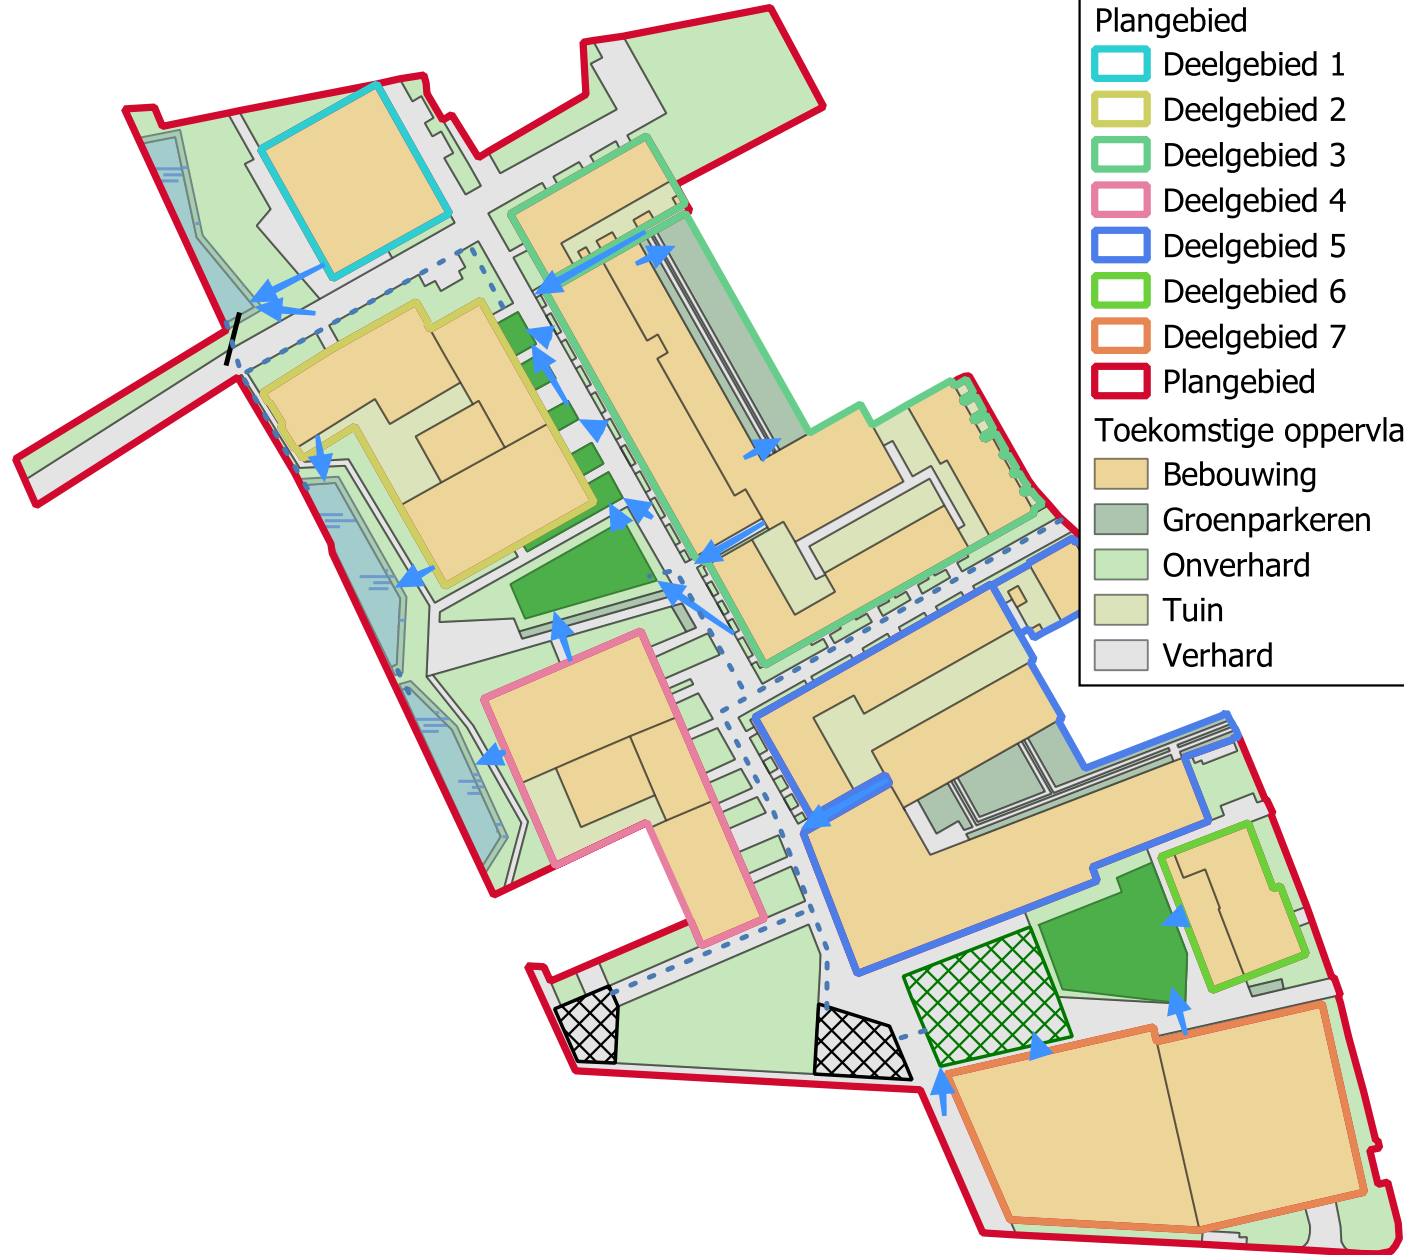 Plangebied
Deelgebied 1
Deelgebied 2
Deelgebied 3
Deelgebied 4
Deelgebied 5
Deelgebied 6
Deelgebied 7
Plangebied
Toekomstige oppervla
Bebouwing
Groenparkeren
Onverhard
Tuin
Verhard